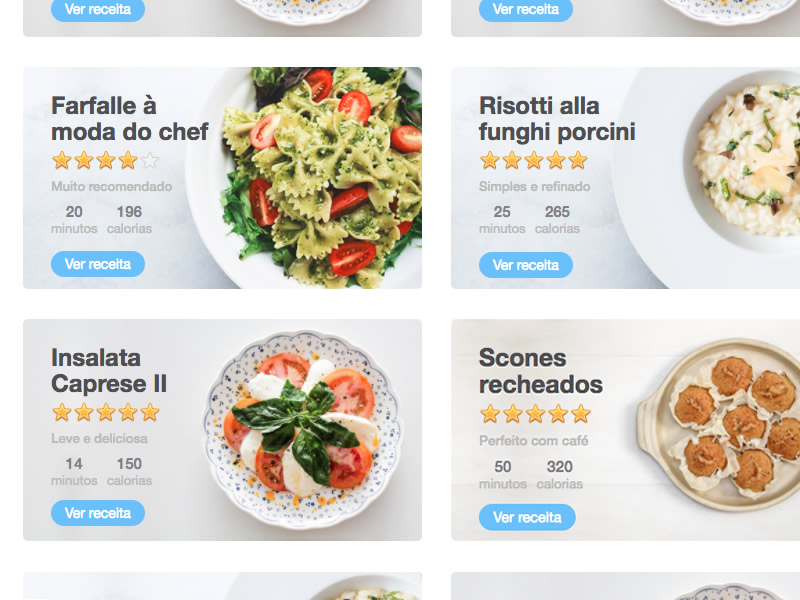 Ver receita
Ver receita
Farfalle à
moda do chef
Muito recomendado
20 196
minutos calorias
Ver receita
Risotti alla
funghi porcini
Simples e refinado
25 265
minutos calorias
Ver receita
Insalata
Caprese II
Leve e deliciosa
14 150
minutos calorias
Ver receita
Scones
recheados
Perfeito com café
50 320
minutos calorias
Ver receita